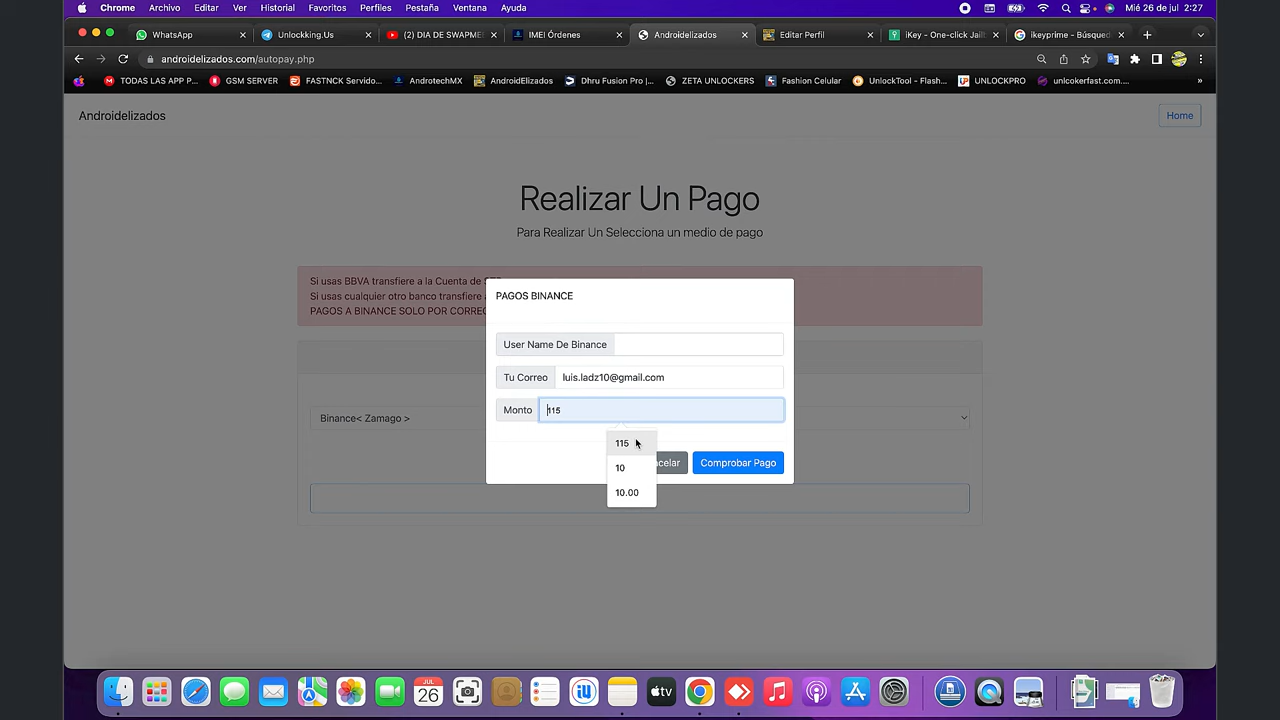 Chrome Archivo Editar Ver Historial Favoritos Perfiles Pestaña Ventana Ayuda Mié 26 de jul 2:27
WhatsApp Unlockking.Us (2) DIA DE SWAPME IMEI Órdenes Androidelizados Editar Perfil iKey - One-click Jail ikeyprime - Búsqued
androidelizados.com/autopay.php
TODAS LAS APP P... GSM SERVER FASTNCK Servido... AndrotechMX AndroidElizados Dhru Fusion Pro |... ZETA UNLOCKERS Fashion Celular UnlockTool - Flash... UNLOCKPRO unlcokerfast.com.... »
Androidelizados Home
Realizar Un Pago
Para Realizar Un Selecciona un medio de pago
Si usas BBVA transfiere a la Cuenta de
Si usas cualquier otro banco transfiere a
PAGOS A BINANCE SOLO POR CORREO
PAGOS BINANCE
User Name De Binance
Tu Correo luis.ladz10@gmail.com
Binance< Zamago >
Monto 115
115
10
10.00
celar Comprobar Pago
JUL
26
tv